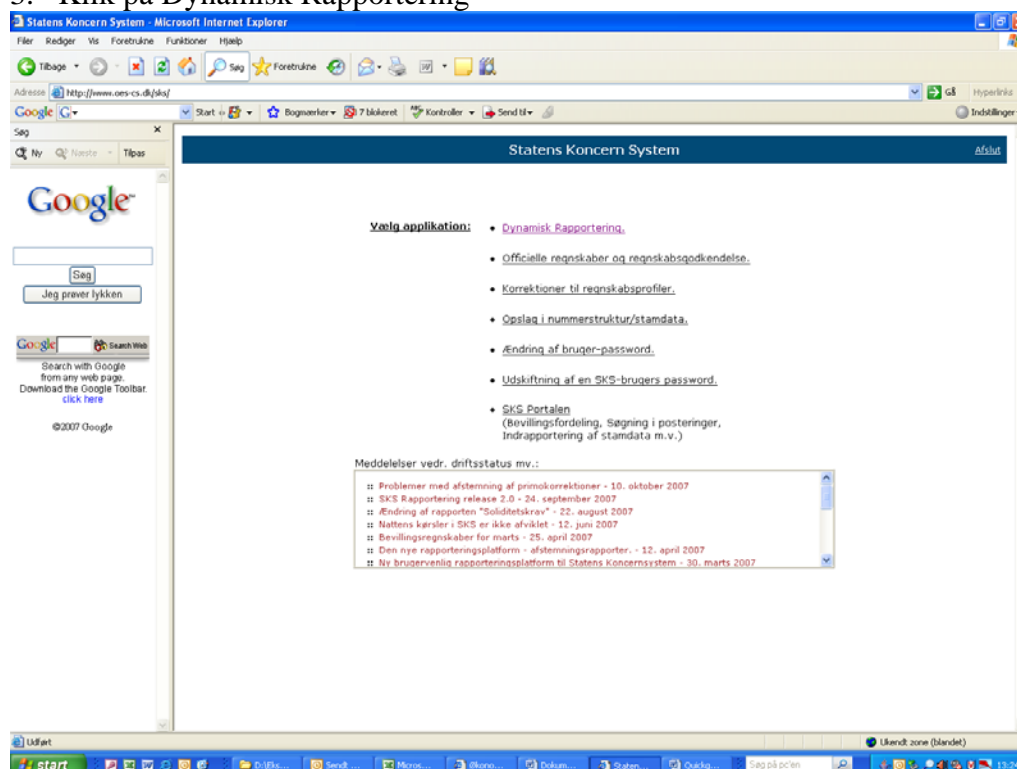 3. Klik på Dynamisk Rapportering
Statens Koncern System - Microsoft Internet Explorer
Filer Rediger Vis Foretrukne Funktioner Hjælp
Tilbage Søg Foretrukne
Adresse http://www.oes-cs.dk/sks/ Gå Hyperlinks
Google G Start Bogmærker 7 blokeret Kontroller Send til Indstillinger
Søg x
Ny Næste Tilpas
Statens Koncern System Afslut
Google
Søg
Jeg prøver lykken
Google Search Web
Search with Google
from any web page.
Download the Google Toolbar.
click here
©2007 Google
Vælg applikation: • Dynamisk Rapportering.
• Officielle regnskaber og regnskabsgodkendelse.
• Korrektioner til regnskabsprofiler.
• Opslag i nummerstruktur/stamdata.
• Ændring af bruger-password.
• Udskiftning af en SKS-brugers password.
• SKS Portalen
(Bevillingsfordeling, Søgning i posteringer,
Indrapportering af stamdata m.v.)
Meddelelser vedr. driftsstatus mv.:
:: Problemer med afstemning af primokorrektioner - 10. oktober 2007
:: SKS Rapportering release 2.0 - 24. september 2007
:: Ændring af rapporten "Soliditetskrav" - 22. august 2007
:: Nattens kørsler i SKS er ikke afviklet - 12. juni 2007
:: Bevillingsregnskaber for marts - 25. april 2007
:: Den nye rapporteringsplatform - afstemningsrapporter. - 12. april 2007
:: Ny brugervenlig rapporteringsplatform til Statens Koncernsystem - 30. marts 2007
Udført Ukendt zone (blandet)
start D:\Eks... Sendt ... Micros... Økono... Dokum... Staten... Quickg... Søg på pc'en 13:24